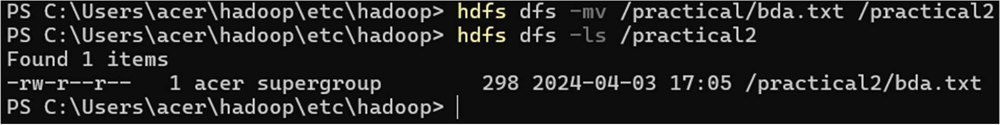 PS C:\Users\acer\hadoop\etc\hadoop> hdfs dfs -mv /practical/bda.txt /practical2
PS C:\Users\acer\hadoop\etc\hadoop> hdfs dfs -ls /practical2
Found 1 items
-rw-r--r--   1 acer supergroup        298 2024-04-03 17:05 /practical2/bda.txt
PS C:\Users\acer\hadoop\etc\hadoop>